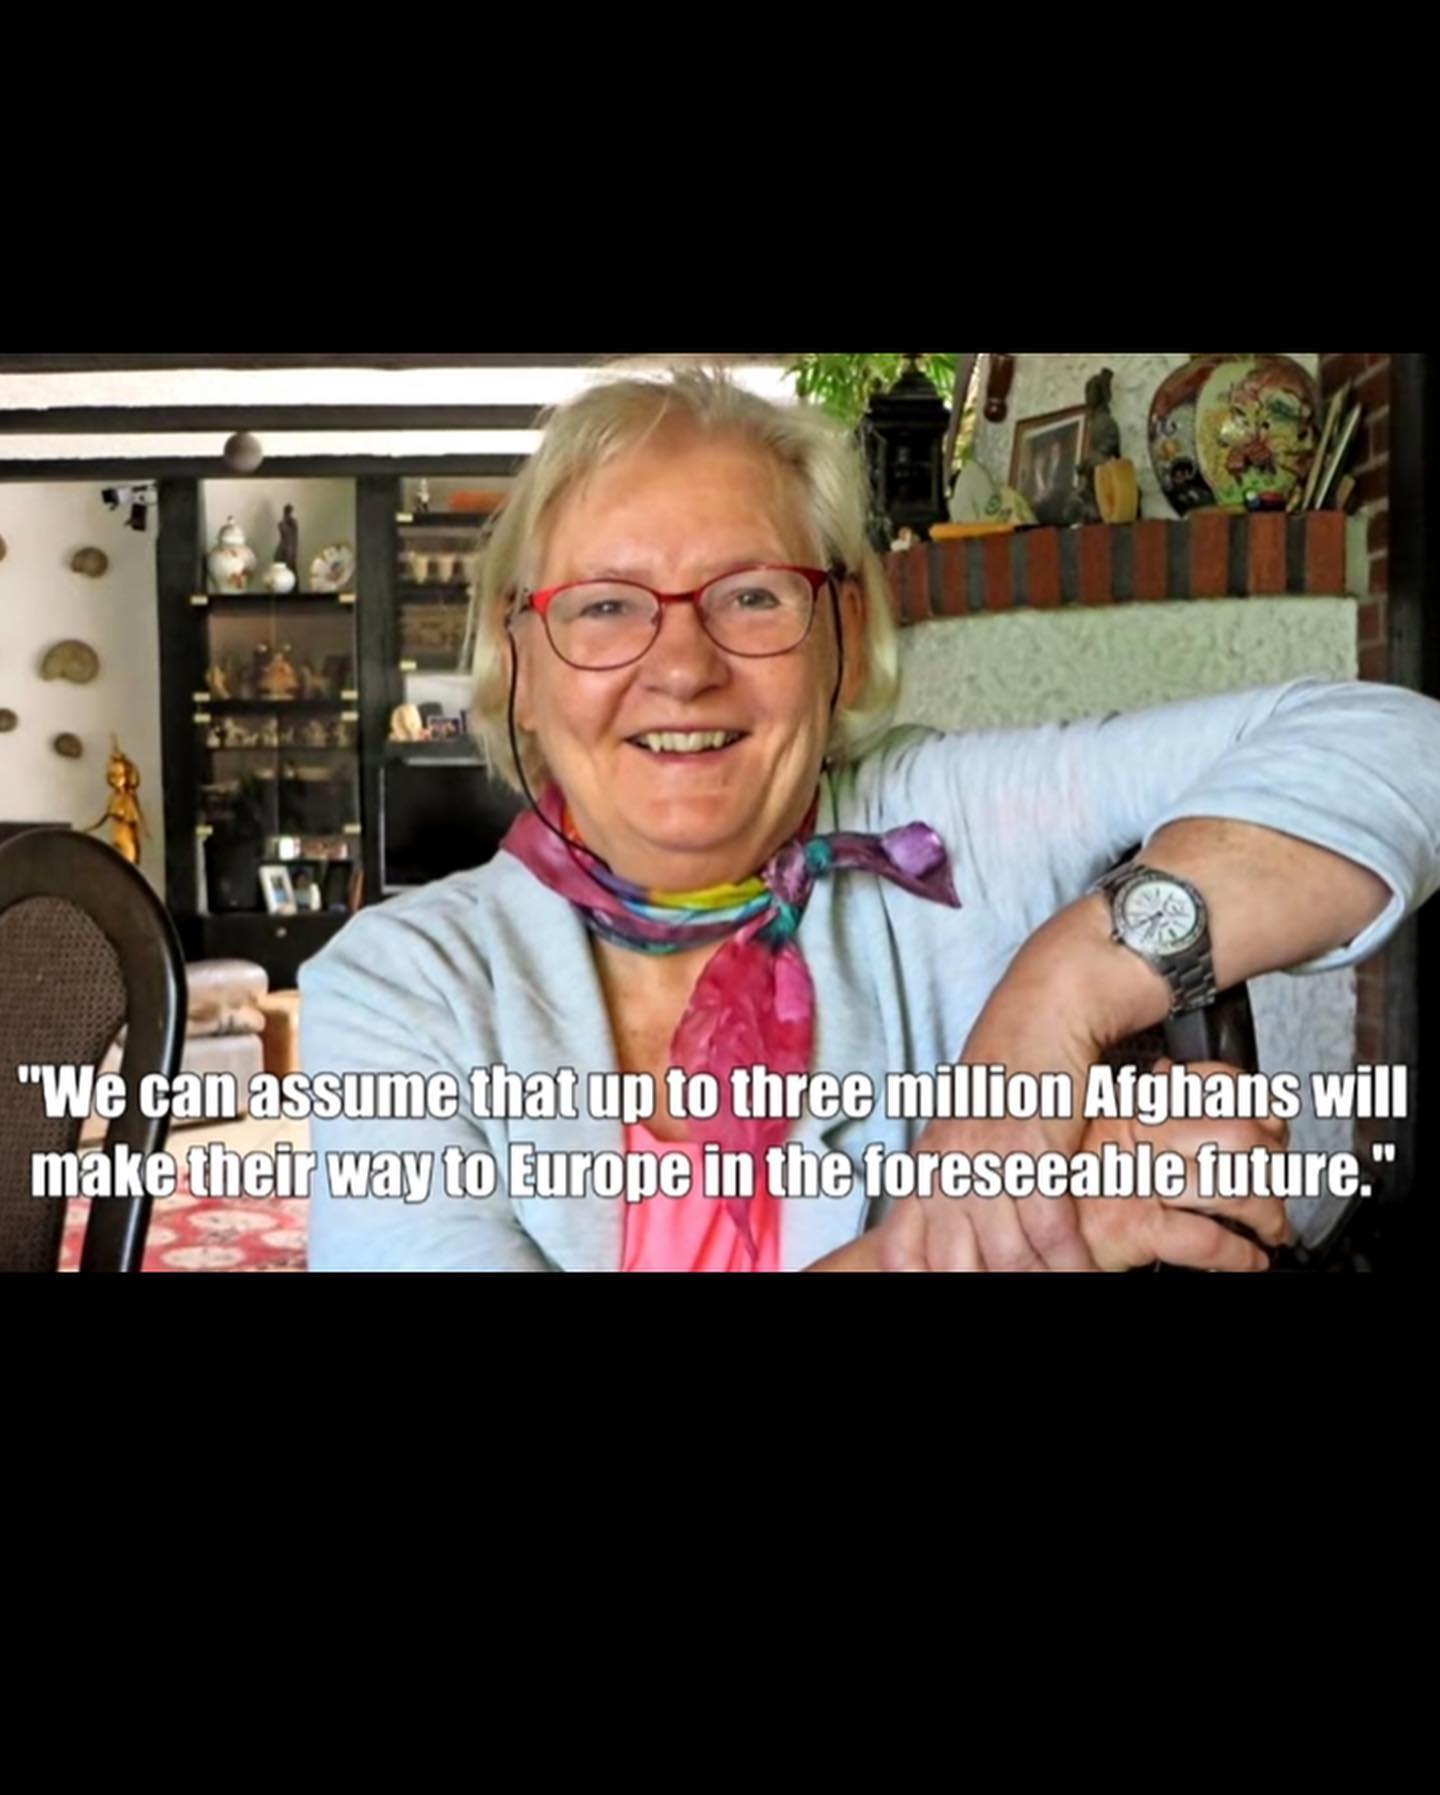 "We can assume that up to three million Afghans will
make their way to Europe in the foreseeable future."